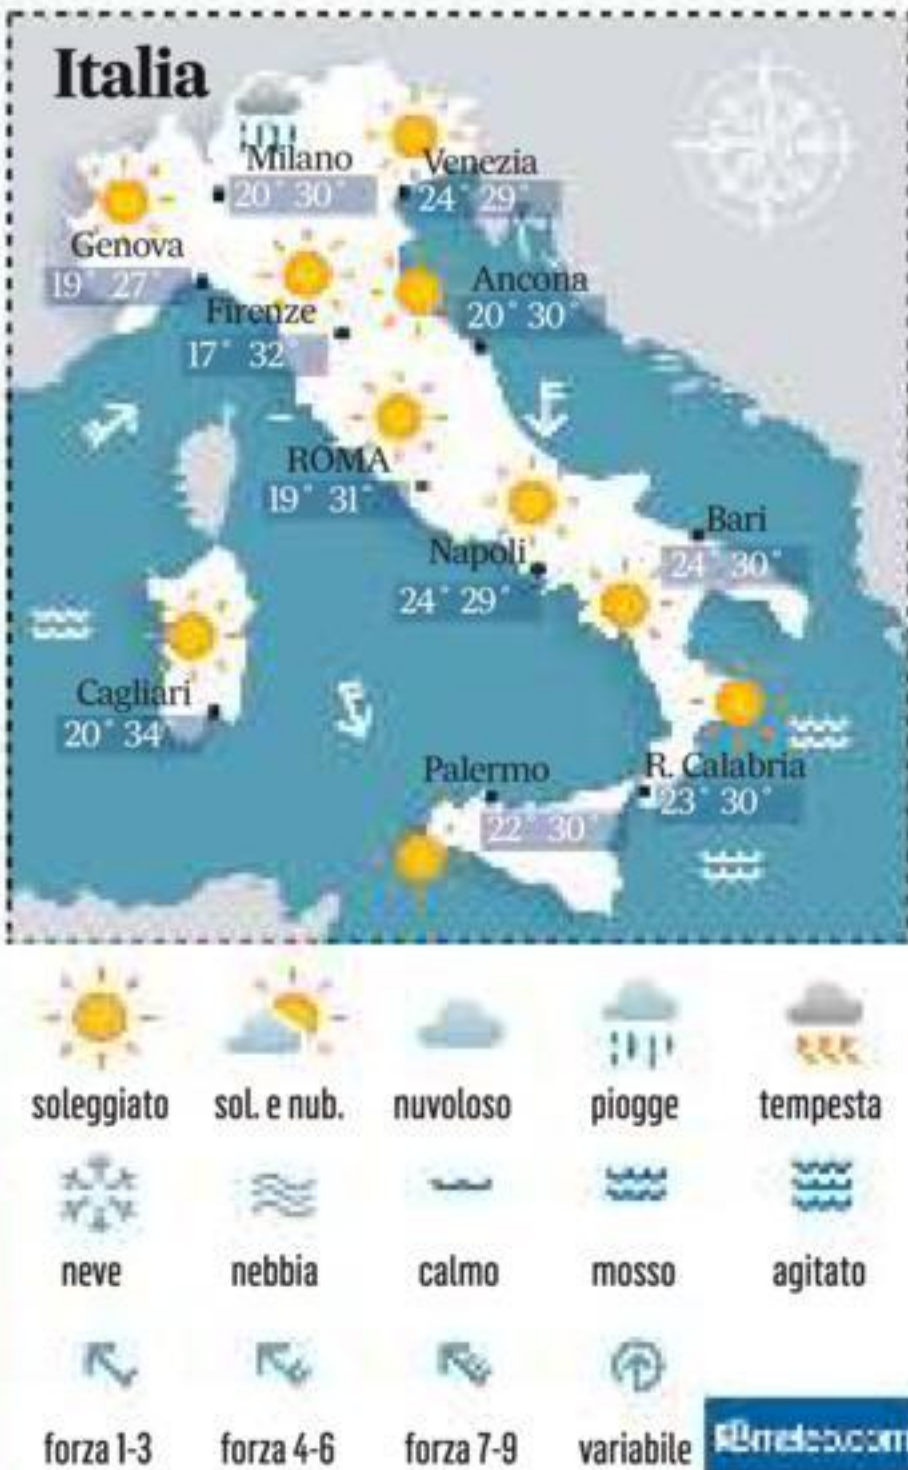 Italia
Milano
20° 30°
Venezia
24° 29°
Genova
19° 27°
Ancona
20° 30°
Firenze
17° 32°
ROMA
19° 31°
Bari
24° 30°
Napoli
24° 29°
Cagliari
20° 34°
Palermo
22° 30°
R. Calabria
23° 30°
soleggiato sol. e nub. nuvoloso piogge tempesta
neve nebbia calmo mosso agitato
forza 1-3 forza 4-6 forza 7-9 variabile